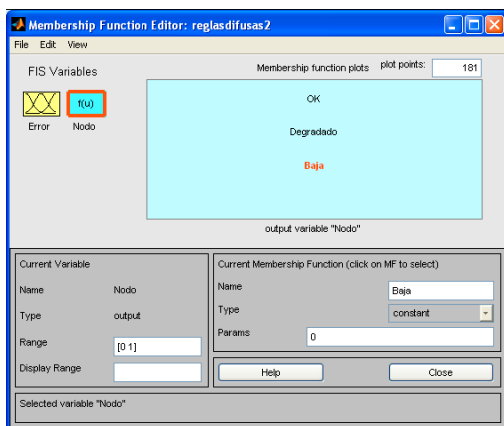 Membership Function Editor: reglasdifusas2
File Edit View
FIS Variables
f(u)
Error Nodo
Membership function plots plot points: 181
OK
Degradado
Baja
output variable "Nodo"
Current Variable
Name Nodo
Type output
Range [0 1]
Display Range
Current Membership Function (click on MF to select)
Name Baja
Type constant
Params 0
Help Close
Selected variable "Nodo"